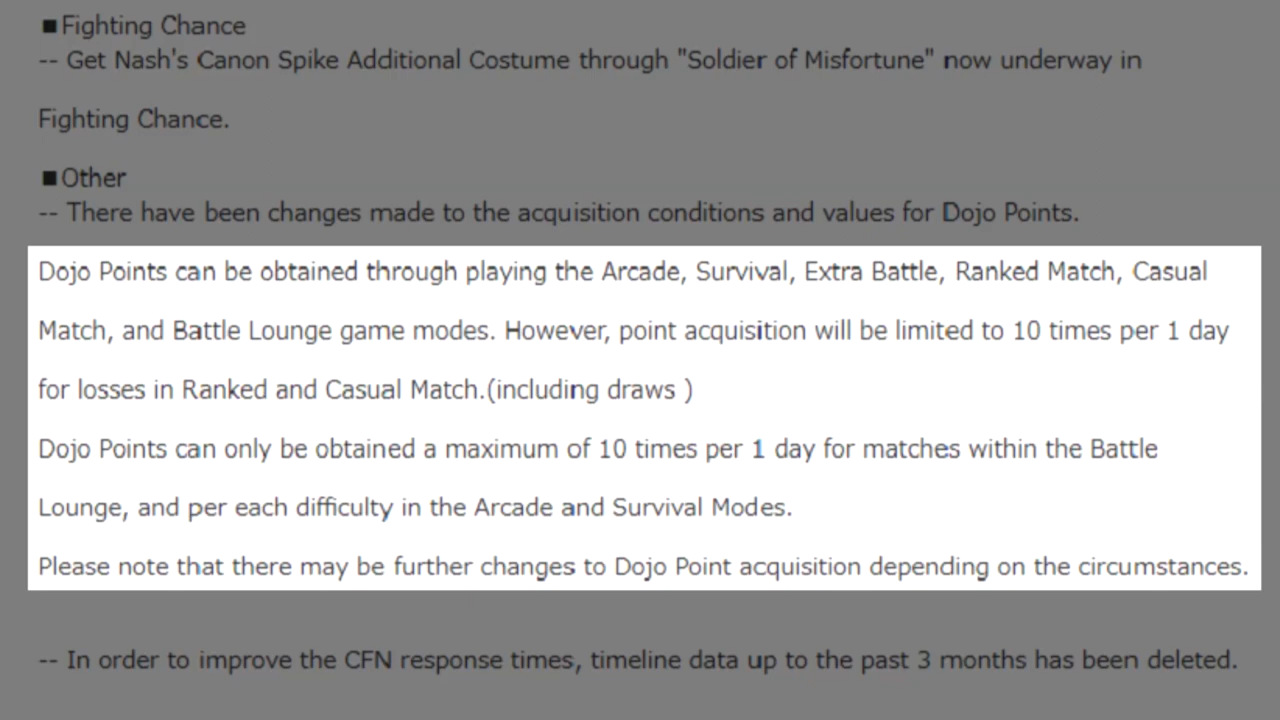 ■Fighting Chance
-- Get Nash's Canon Spike Additional Costume through "Soldier of Misfortune" now underway in
Fighting Chance.
■Other
-- There have been changes made to the acquisition conditions and values for Dojo Points.
Dojo Points can be obtained through playing the Arcade, Survival, Extra Battle, Ranked Match, Casual
Match, and Battle Lounge game modes. However, point acquisition will be limited to 10 times per 1 day
for losses in Ranked and Casual Match.(including draws )
Dojo Points can only be obtained a maximum of 10 times per 1 day for matches within the Battle
Lounge, and per each difficulty in the Arcade and Survival Modes.
Please note that there may be further changes to Dojo Point acquisition depending on the circumstances.
-- In order to improve the CFN response times, timeline data up to the past 3 months has been deleted.